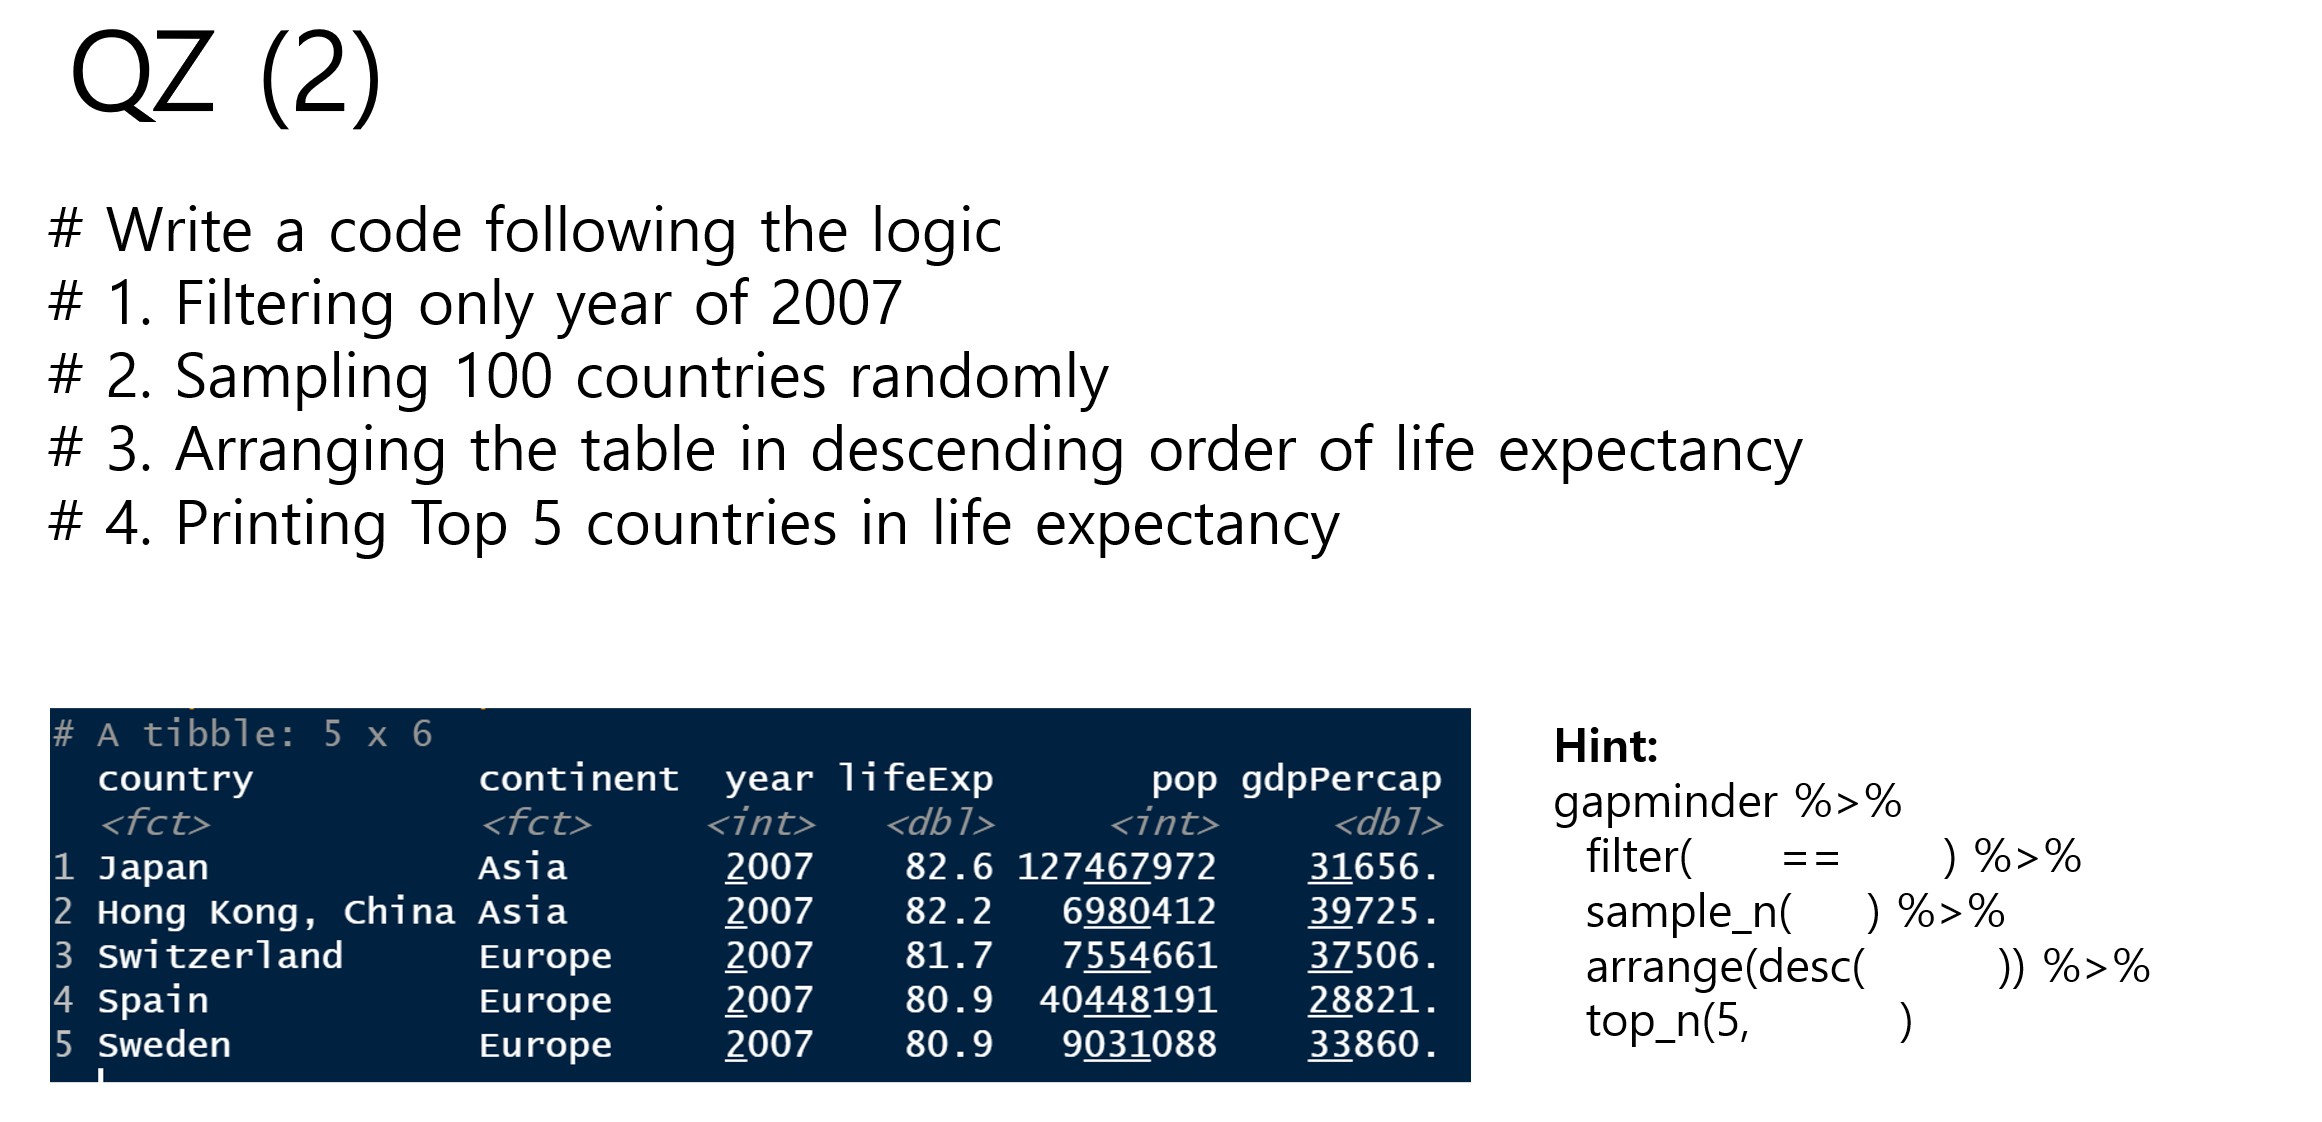 QZ (2)
# Write a code following the logic
# 1. Filtering only year of 2007
# 2. Sampling 100 countries randomly
# 3. Arranging the table in descending order of life expectancy
# 4. Printing Top 5 countries in life expectancy
# A tibble: 5 x 6
country continent year lifeExp pop gdpPercap
<fct> <fct> <int> <dbl> <int> <dbl>
1 Japan Asia 2007 82.6 127467972 31656.
2 Hong Kong, China Asia 2007 82.2 6980412 39725.
3 Switzerland Europe 2007 81.7 7554661 37506.
4 Spain Europe 2007 80.9 40448191 28821.
5 Sweden Europe 2007 80.9 9031088 33860.
Hint:
gapminder %>%
filter( == ) %>%
sample_n( ) %>%
arrange(desc( )) %>%
top_n(5, )